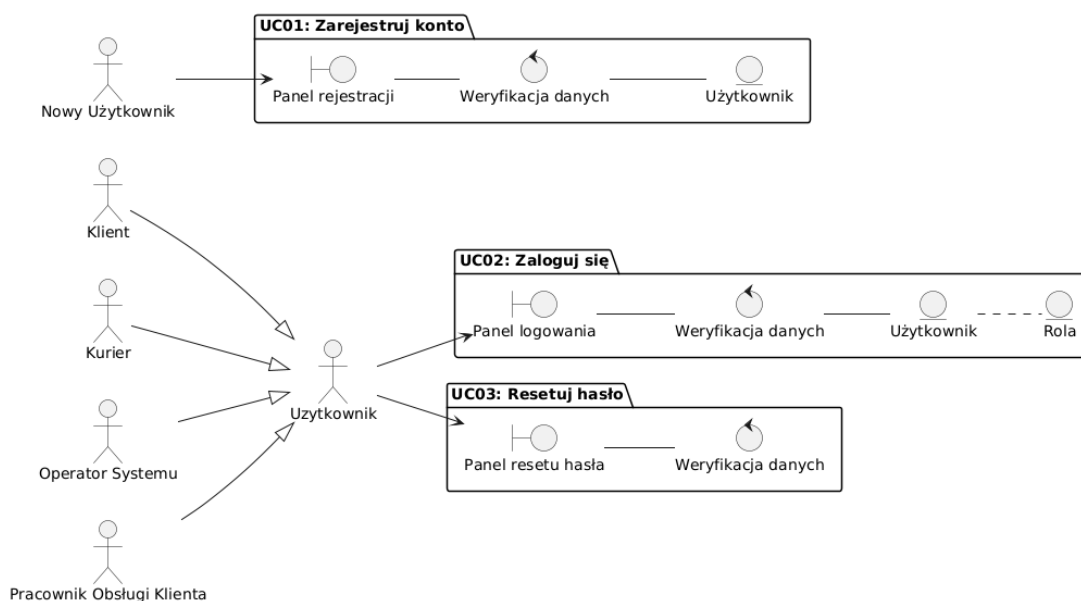 UC01: Zarejestruj konto
Panel rejestracji
Weryfikacja danych
Użytkownik
Nowy Użytkownik
Klient
Kurier
Operator Systemu
Pracownik Obsługi Klienta
Uzytkownik
UC02: Zaloguj się
Panel logowania
Weryfikacja danych
Użytkownik
Rola
UC03: Resetuj hasło
Panel resetu hasła
Weryfikacja danych